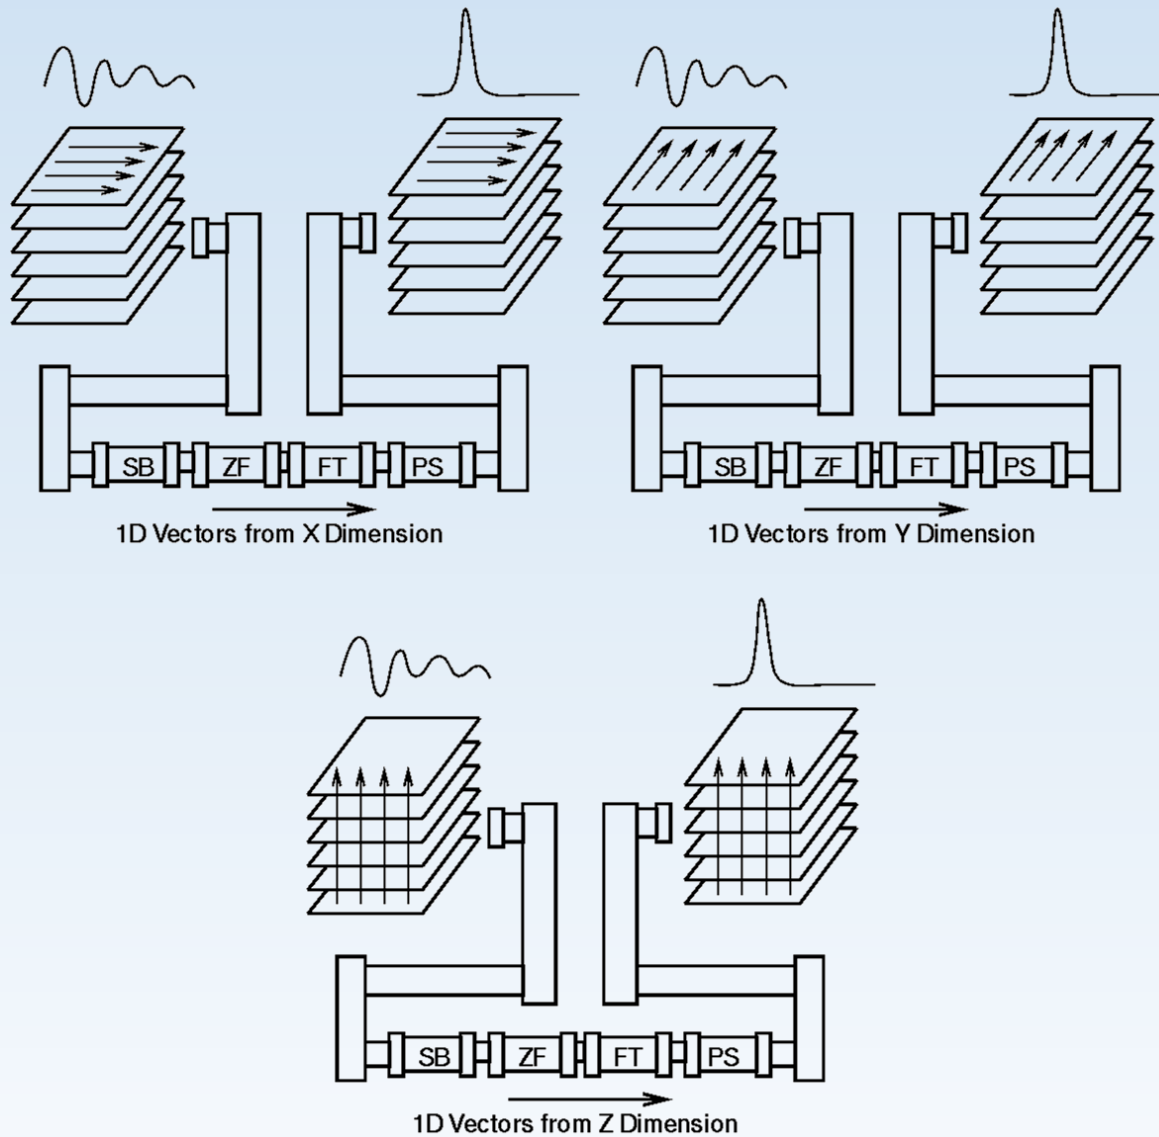 SB ZF FT PS
1D Vectors from X Dimension
SB ZF FT PS
1D Vectors from Y Dimension
SB ZF FT PS
1D Vectors from Z Dimension